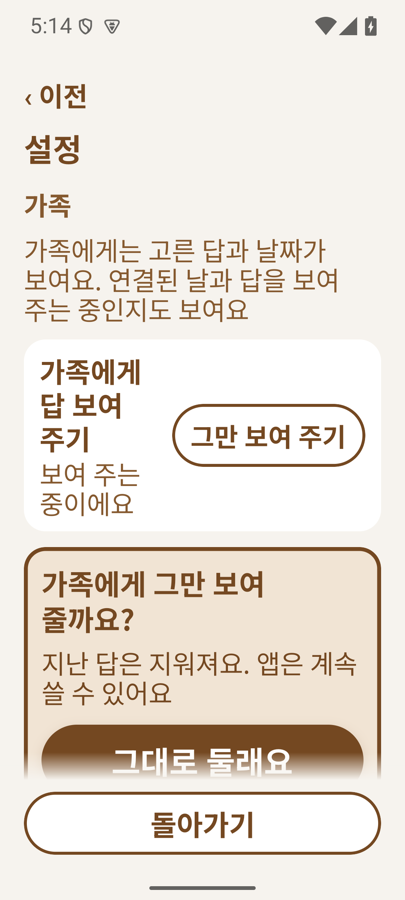 5:14
‹ 이전
설정
가족
가족에게는 고른 답과 날짜가
보여요. 연결된 날과 답을 보여
주는 중인지도 보여요
가족에게
답 보여
주기
그만 보여 주기
보여 주는
중이에요
가족에게 그만 보여
줄까요?
지난 답은 지워져요. 앱은 계속
쓸 수 있어요
그대로 둘래요
돌아가기